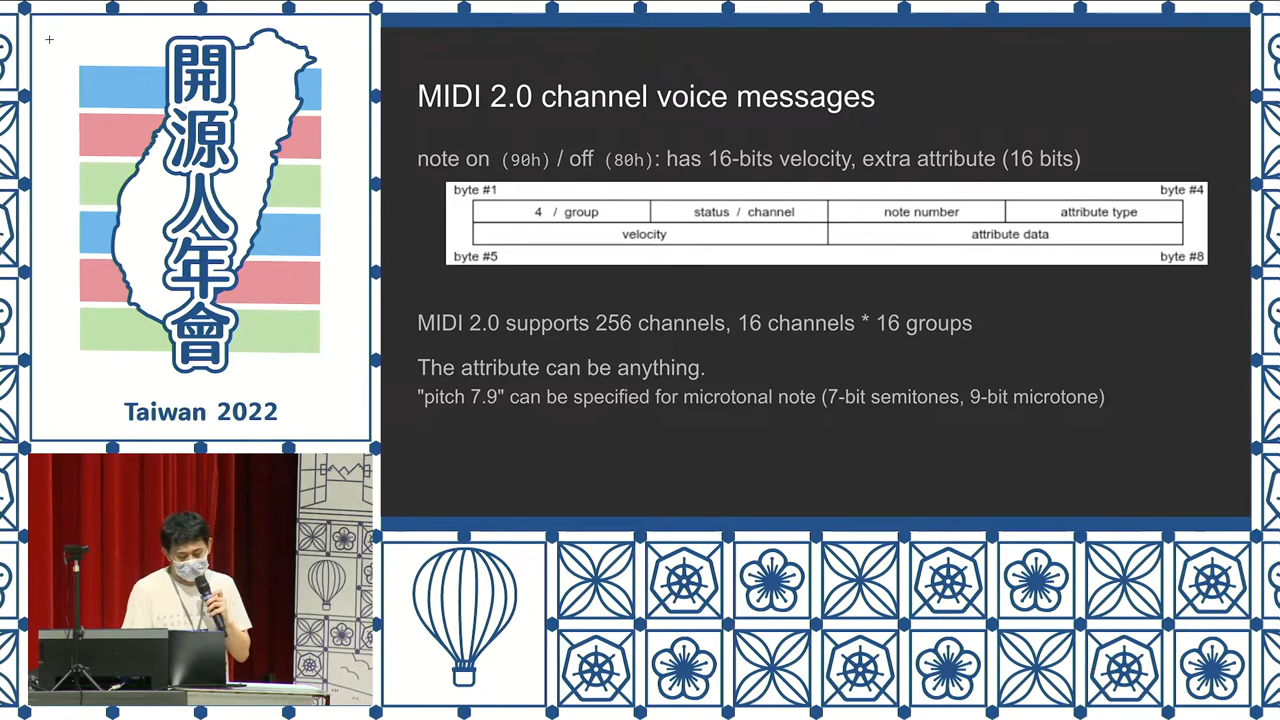 開源人年會
Taiwan 2022
MIDI 2.0 channel voice messages
note on (90h) / off (80h): has 16-bits velocity, extra attribute (16 bits)
byte #1 byte #4
4 / group status / channel note number attribute type
velocity attribute data
byte #5 byte #8
MIDI 2.0 supports 256 channels, 16 channels * 16 groups
The attribute can be anything.
"pitch 7.9" can be specified for microtonal note (7-bit semitones, 9-bit microtone)